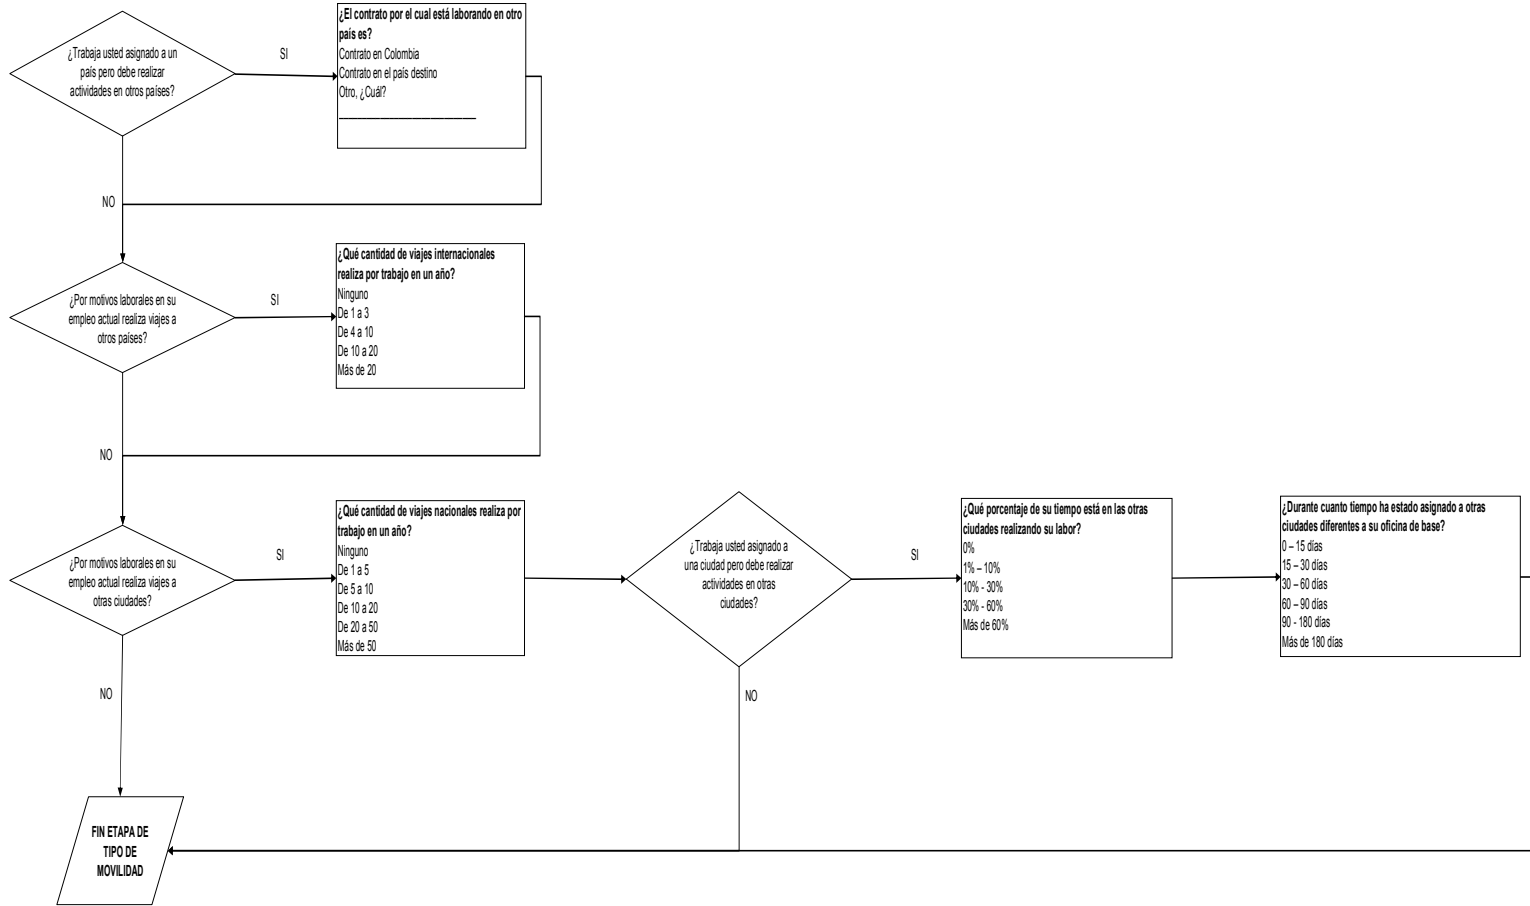 ¿Trabaja usted asignado a un
país pero debe realizar
actividades en otros países?
SI
¿El contrato por el cual está laborando en otro
país es?
Contrato en Colombia
Contrato en el país destino
Otro, ¿Cuál?
NO
¿Por motivos laborales en su
empleo actual realiza viajes a
otros países?
SI
¿Qué cantidad de viajes internacionales
realiza por trabajo en un año?
Ninguno
De 1 a 3
De 4 a 10
De 10 a 20
Más de 20
NO
¿Por motivos laborales en su
empleo actual realiza viajes a
otras ciudades?
SI
¿Qué cantidad de viajes nacionales realiza por
trabajo en un año?
Ninguno
De 1 a 5
De 5 a 10
De 10 a 20
De 20 a 50
Más de 50
¿Trabaja usted asignado a
una ciudad pero debe realizar
actividades en otras
ciudades?
SI
¿Qué porcentaje de su tiempo está en las otras
ciudades realizando su labor?
0%
1% – 10%
10% - 30%
30% - 60%
Más de 60%
¿Durante cuanto tiempo ha estado asignado a otras
ciudades diferentes a su oficina de base?
0 – 15 días
15 – 30 días
30 – 60 días
60 – 90 días
90 - 180 días
Más de 180 días
NO
NO
FIN ETAPA DE
TIPO DE
MOVILIDAD